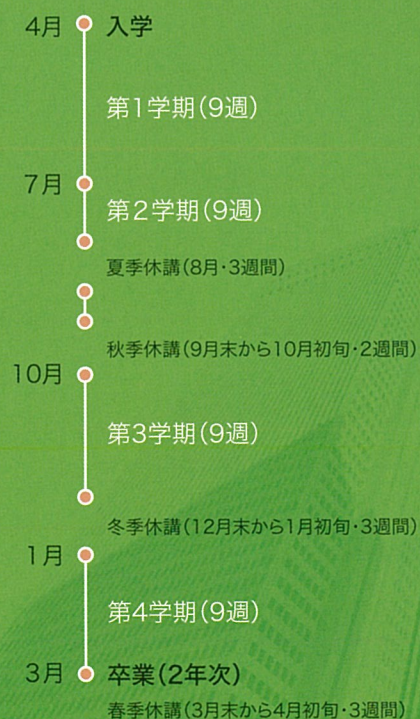 4月 入学
第1学期(9週)
7月
第2学期(9週)
夏季休講(8月・3週間)
秋季休講(9月末から10月初旬・2週間)
10月
第3学期(9週)
冬季休講(12月末から1月初旬・3週間)
1月
第4学期(9週)
3月 卒業(2年次)
春季休講(3月末から4月初旬・3週間)